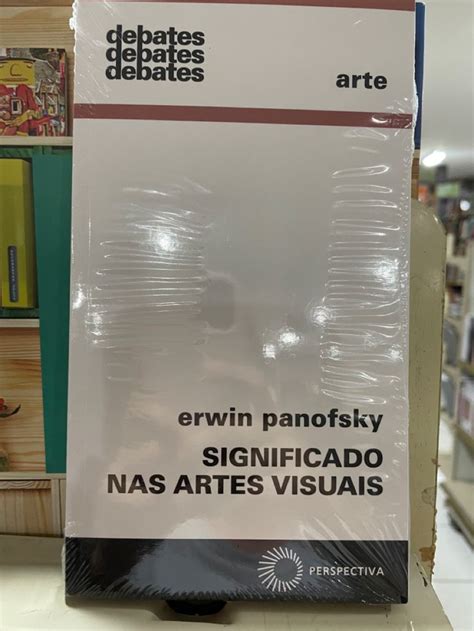 debates
debates
debates
arte
erwin panofsky
SIGNIFICADO
NAS ARTES VISUAIS
PERSPECTIVA